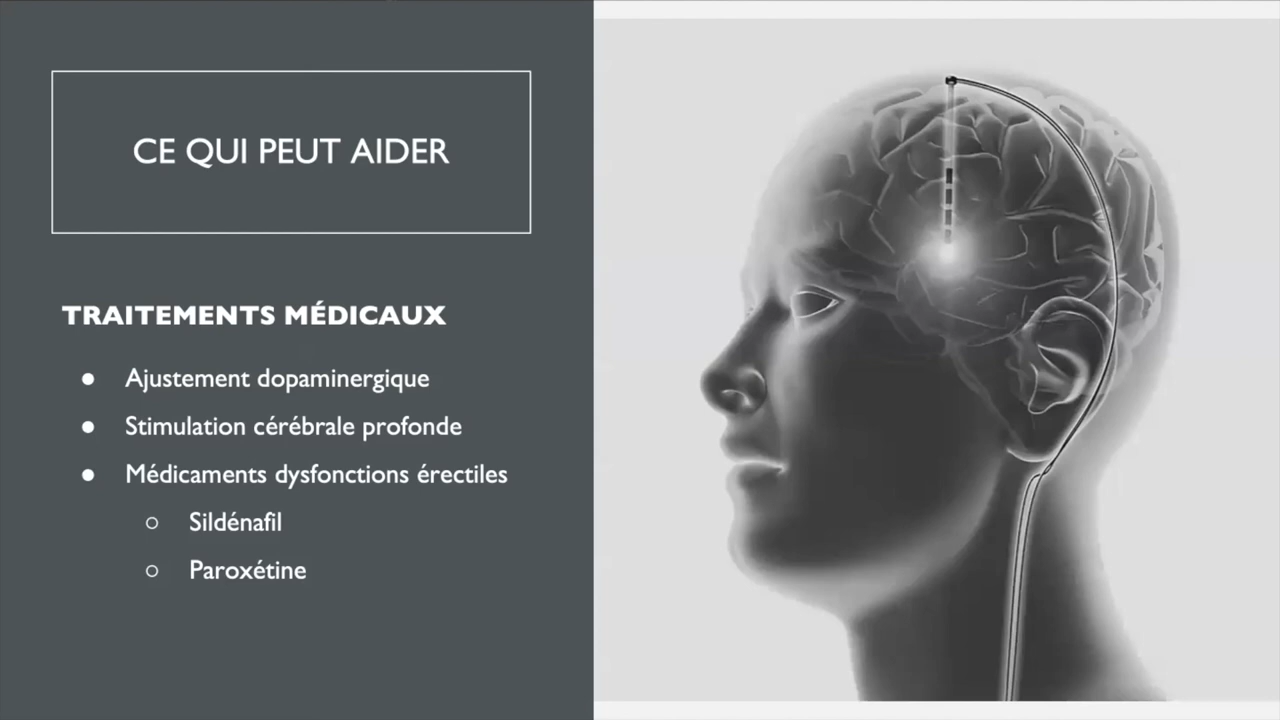 CE QUI PEUT AIDER
TRAITEMENTS MÉDICAUX
● Ajustement dopaminergique
● Stimulation cérébrale profonde
● Médicaments dysfonctions érectiles
○ Sildénafil
○ Paroxétine